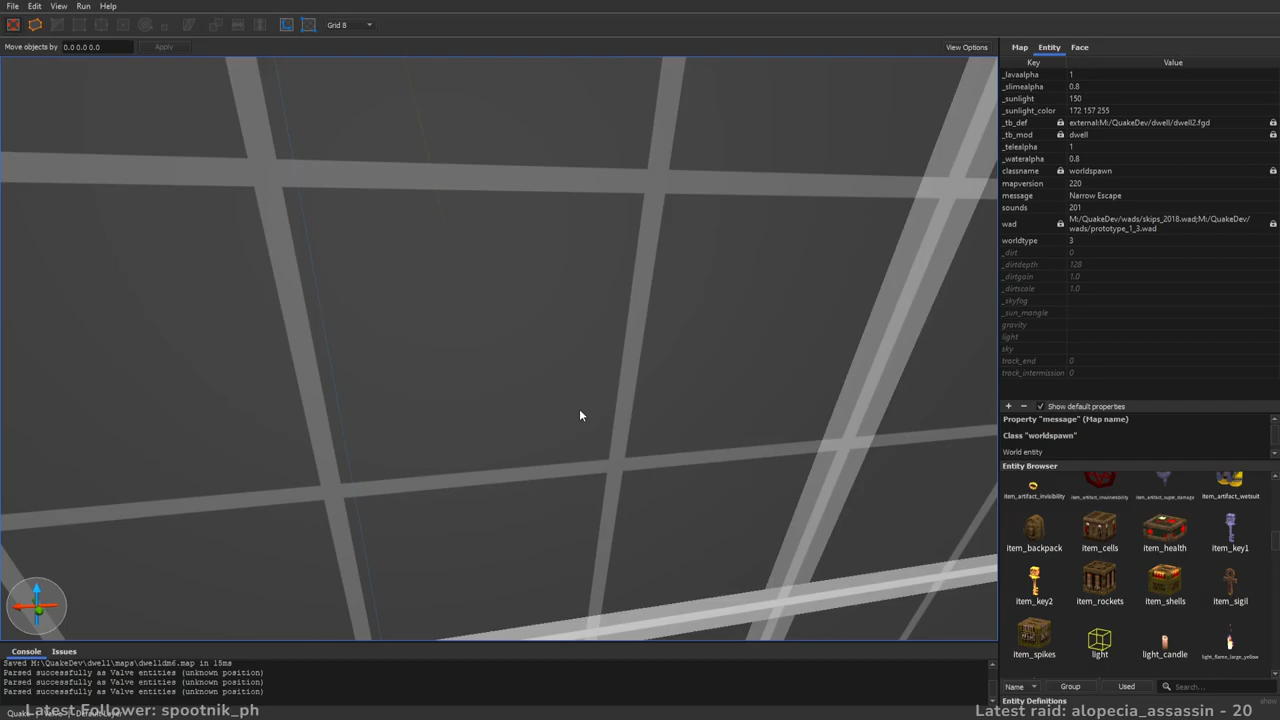 File Edit View Run Help
Grid 8
Move objects by 0.0 0.0 0.0 Apply View Options
Map Entity Face
Key Value
_lavaalpha 1
_slimealpha 0.8
_sunlight 150
_sunlight_color 172 157 255
_tb_def external:M:/QuakeDev/dwell/dwell2.fgd
_tb_mod dwell
_telealpha 1
_wateralpha 0.8
classname worldspawn
mapversion 220
message Narrow Escape
sounds 201
wad M:/QuakeDev/wads/skips_2018.wad;M:/QuakeDev/
wads/prototype_1_3.wad
worldtype 3
_dirt 0
_dirtdepth 128
_dirtgain 1.0
_dirtscale 1.0
_skyfog
_sun_mangle
gravity
light
sky
track_end 0
track_intermission 0
+ − Show default properties
Property "message" (Map name)
Class "worldspawn"
World entity
Entity Browser
item_artifact_invisibility item_artifact_invulnerability item_artifact_super_damage item_artifact_wetsuit
item_backpack item_cells item_health item_key1
item_key2 item_rockets item_shells item_sigil
item_spikes light light_candle light_flame_large_yellow
Name Group Used Search...
Entity Definitions show
Console Issues
Saved M:\QuakeDev\dwell\maps\dwelldm6.map in 15ms
Parsed successfully as Valve entities (unknown position)
Parsed successfully as Valve entities (unknown position)
Parsed successfully as Valve entities (unknown position)
Latest Follower: spootnik_ph
Latest raid: alopecia_assassin - 20